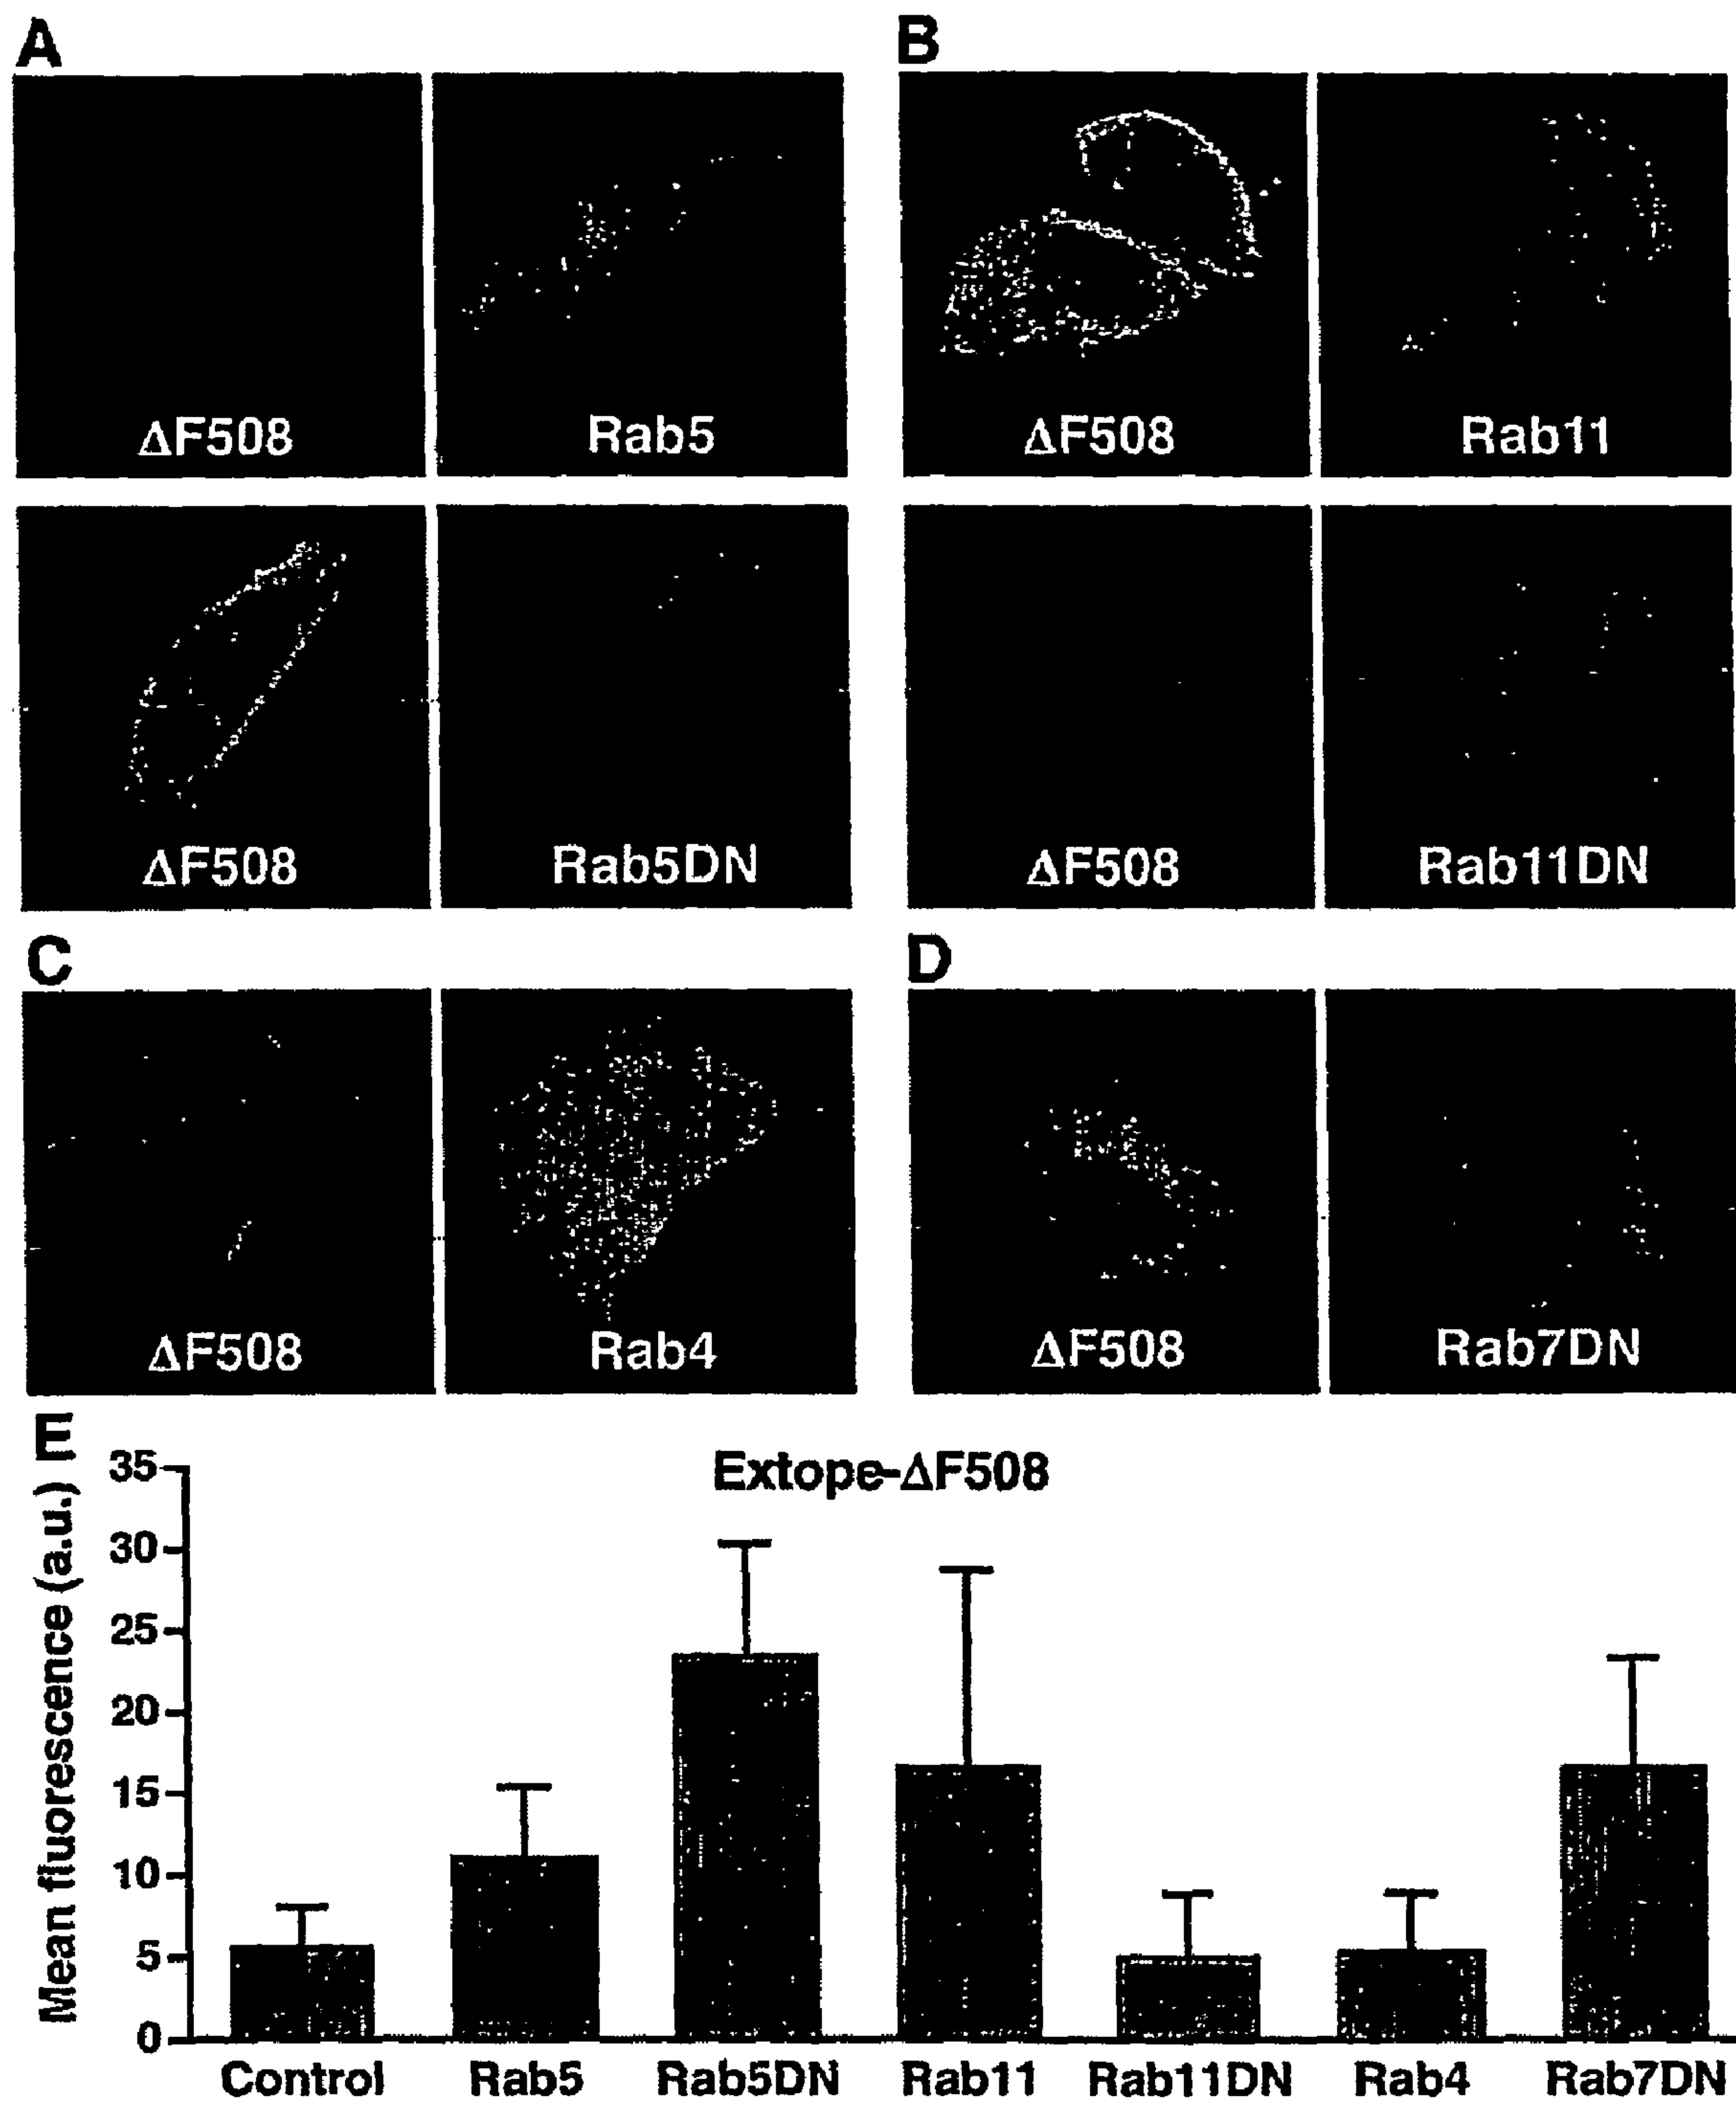 A
B
ΔF508
Rab5
ΔF508
Rab11
ΔF508
Rab5DN
ΔF508
Rab11DN
C
D
ΔF508
Rab4
ΔF508
Rab7DN
E
Extope-ΔF508
Mean fluorescence (a.u.)
35
30
25
20
15
10
5
0
Control Rab5 Rab5DN Rab11 Rab11DN Rab4 Rab7DN